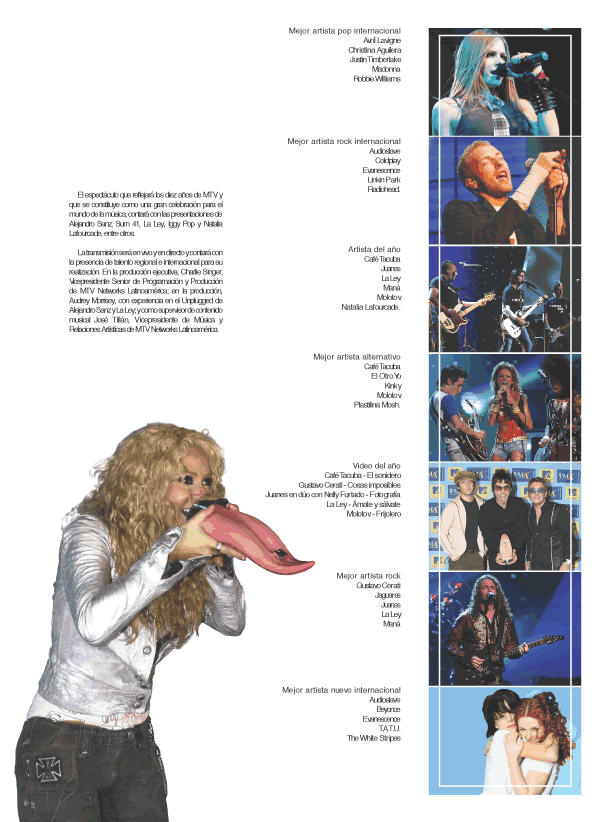 Mejor artista pop internacional
Avril Lavigne
Christina Aguilera
Justin Timberlake
Madonna
Robbie Williams
Mejor artista rock internacional
Audioslave
Coldplay
Evanescence
Linkin Park
Radiohead.
El espectáculo que reflejará los diez años de MTV y
que se constituye como una gran celebración para el
mundo de la música, contará con las presentaciones de
Alejandro Sanz, Sum 41, La Ley, Iggy Pop y Natalia
Lafourcade, entre otros.
La transmisión será en vivo y en directo y contará con
la presencia de talento regional e internacional para su
realización. En la producción ejecutiva, Charlie Singer,
Vicepresidente Senior de Programación y Producción
de MTV Networks Latinoamérica; en la producción,
Audrey Morrisey, con experiencia en el Unplugged de
Alejandro Sanz y La Ley; y como supervisor de contenido
musical José Tillán, Vicepresidente de Música y
Relaciones Artísticas de MTV Networks Latinoamérica.
Artista del año
Café Tacuba
Juanes
La Ley
Maná
Molotov
Natalia Lafourcade.
Mejor artista alternativo
Café Tacuba
El Otro Yo
Kinky
Molotov
Plastilina Mosh.
Video del año
Café Tacuba - El sonidero
Gustavo Cerati - Cosas imposibles
Juanes en dúo con Nelly Furtado - Fotografía
La Ley - Ámate y sálvate
Molotov - Frijolero
VMA
Mejor artista rock
Gustavo Cerati
Jaguares
Juanes
La Ley
Maná
Mejor artista nuevo internacional
Audioslave
Beyonce
Evanescence
T.A.T.U.
The White Stripes